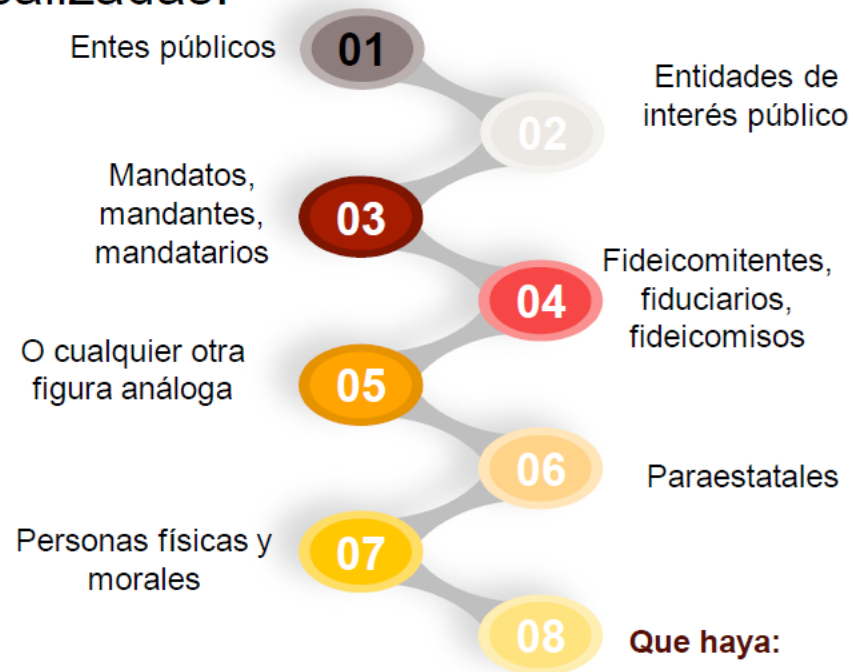 Entes públicos
01
Entidades de
interés público
02
Mandatos,
mandantes,
mandatarios
03
Fideicomitentes,
fiduciarios,
fideicomisos
04
O cualquier otra
figura análoga
05
06
Paraestatales
Personas físicas y
morales
07
08
Que haya: